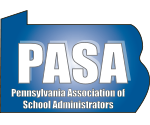 PASA
Pennsylvania Association of
School Administrators